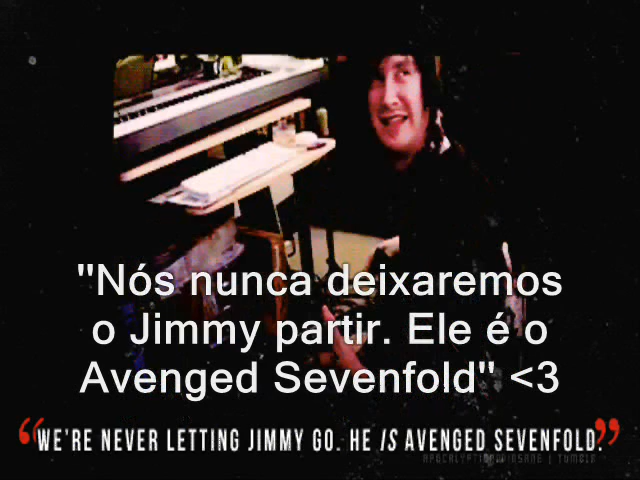 "Nós nunca deixaremos
o Jimmy partir. Ele é o
Avenged Sevenfold" <3
“WE'RE NEVER LETTING JIMMY GO. HE IS AVENGED SEVENFOLD.”
| TUMBLR